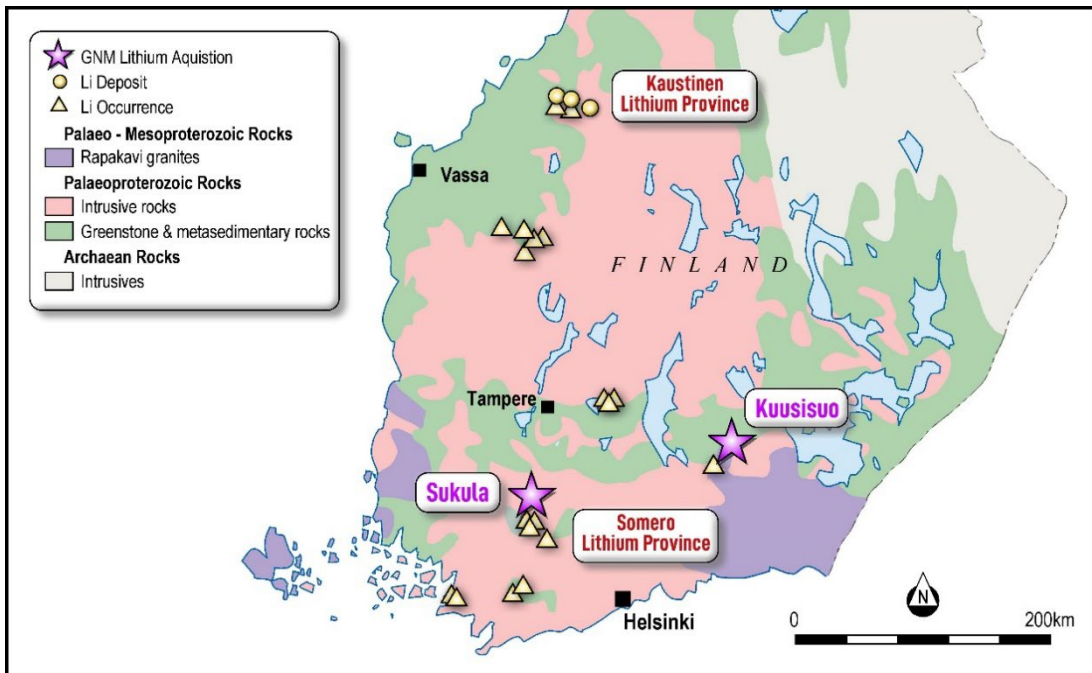 GNM Lithium Aquistion
Li Deposit
Li Occurrence
Palaeo - Mesoproterozoic Rocks
Rapakavi granites
Palaeoproterozoic Rocks
Intrusive rocks
Greenstone & metasedimentary rocks
Archaean Rocks
Intrusives
Kaustinen
Lithium Province
Vassa
FINLAND
Tampere
Kuusisuo
Sukula
Somero
Lithium Province
Helsinki
N
0
200km